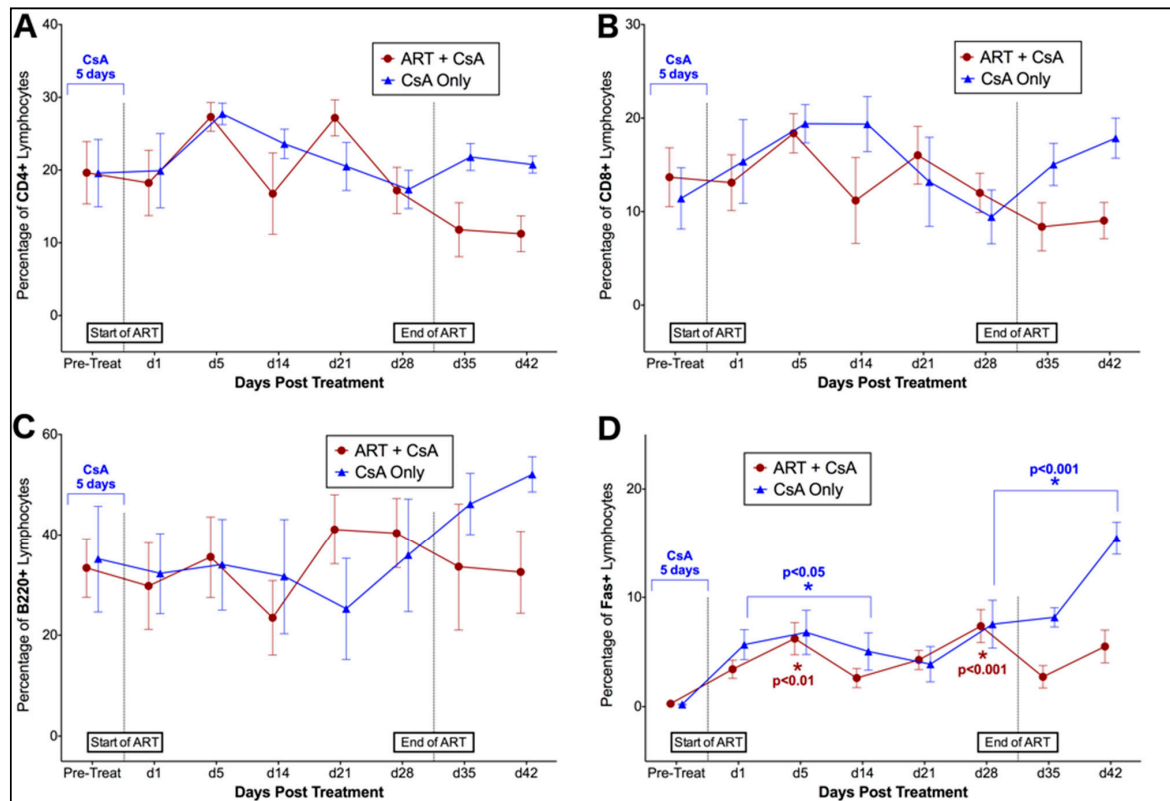 A
Percentage of CD4+ Lymphocytes
40
30
20
10
0
CsA
5 days
ART + CsA
CsA Only
Start of ART
End of ART
Pre-Treat d1 d5 d14 d21 d28 d35 d42
Days Post Treatment
B
Percentage of CD8+ Lymphocytes
30
20
10
0
CsA
5 days
ART + CsA
CsA Only
Start of ART
End of ART
Pre-Treat d1 d5 d14 d21 d28 d35 d42
Days Post Treatment
C
Percentage of B220+ Lymphocytes
60
40
20
0
CsA
5 days
ART + CsA
CsA Only
Start of ART
End of ART
Pre-Treat d1 d5 d14 d21 d28 d35 d42
Days Post Treatment
D
Percentage of Fas+ Lymphocytes
20
10
0
CsA
5 days
ART + CsA
CsA Only
p<0.001
*
p<0.05
*
*
p<0.01
*
p<0.001
Start of ART
End of ART
Pre-Treat d1 d5 d14 d21 d28 d35 d42
Days Post Treatment